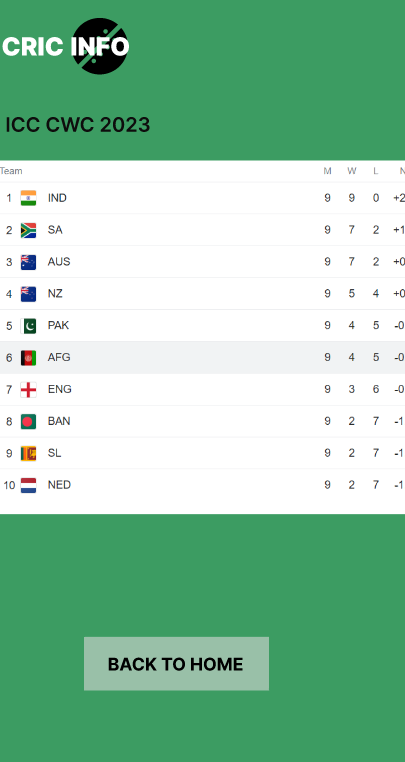 CRIC INFO
ICC CWC 2023
Team M W L N
1 IND 9 9 0 +2
2 SA 9 7 2 +1
3 AUS 9 7 2 +0
4 NZ 9 5 4 +0
5 PAK 9 4 5 -0
6 AFG 9 4 5 -0
7 ENG 9 3 6 -0
8 BAN 9 2 7 -1
9 SL 9 2 7 -1
10 NED 9 2 7 -1
BACK TO HOME